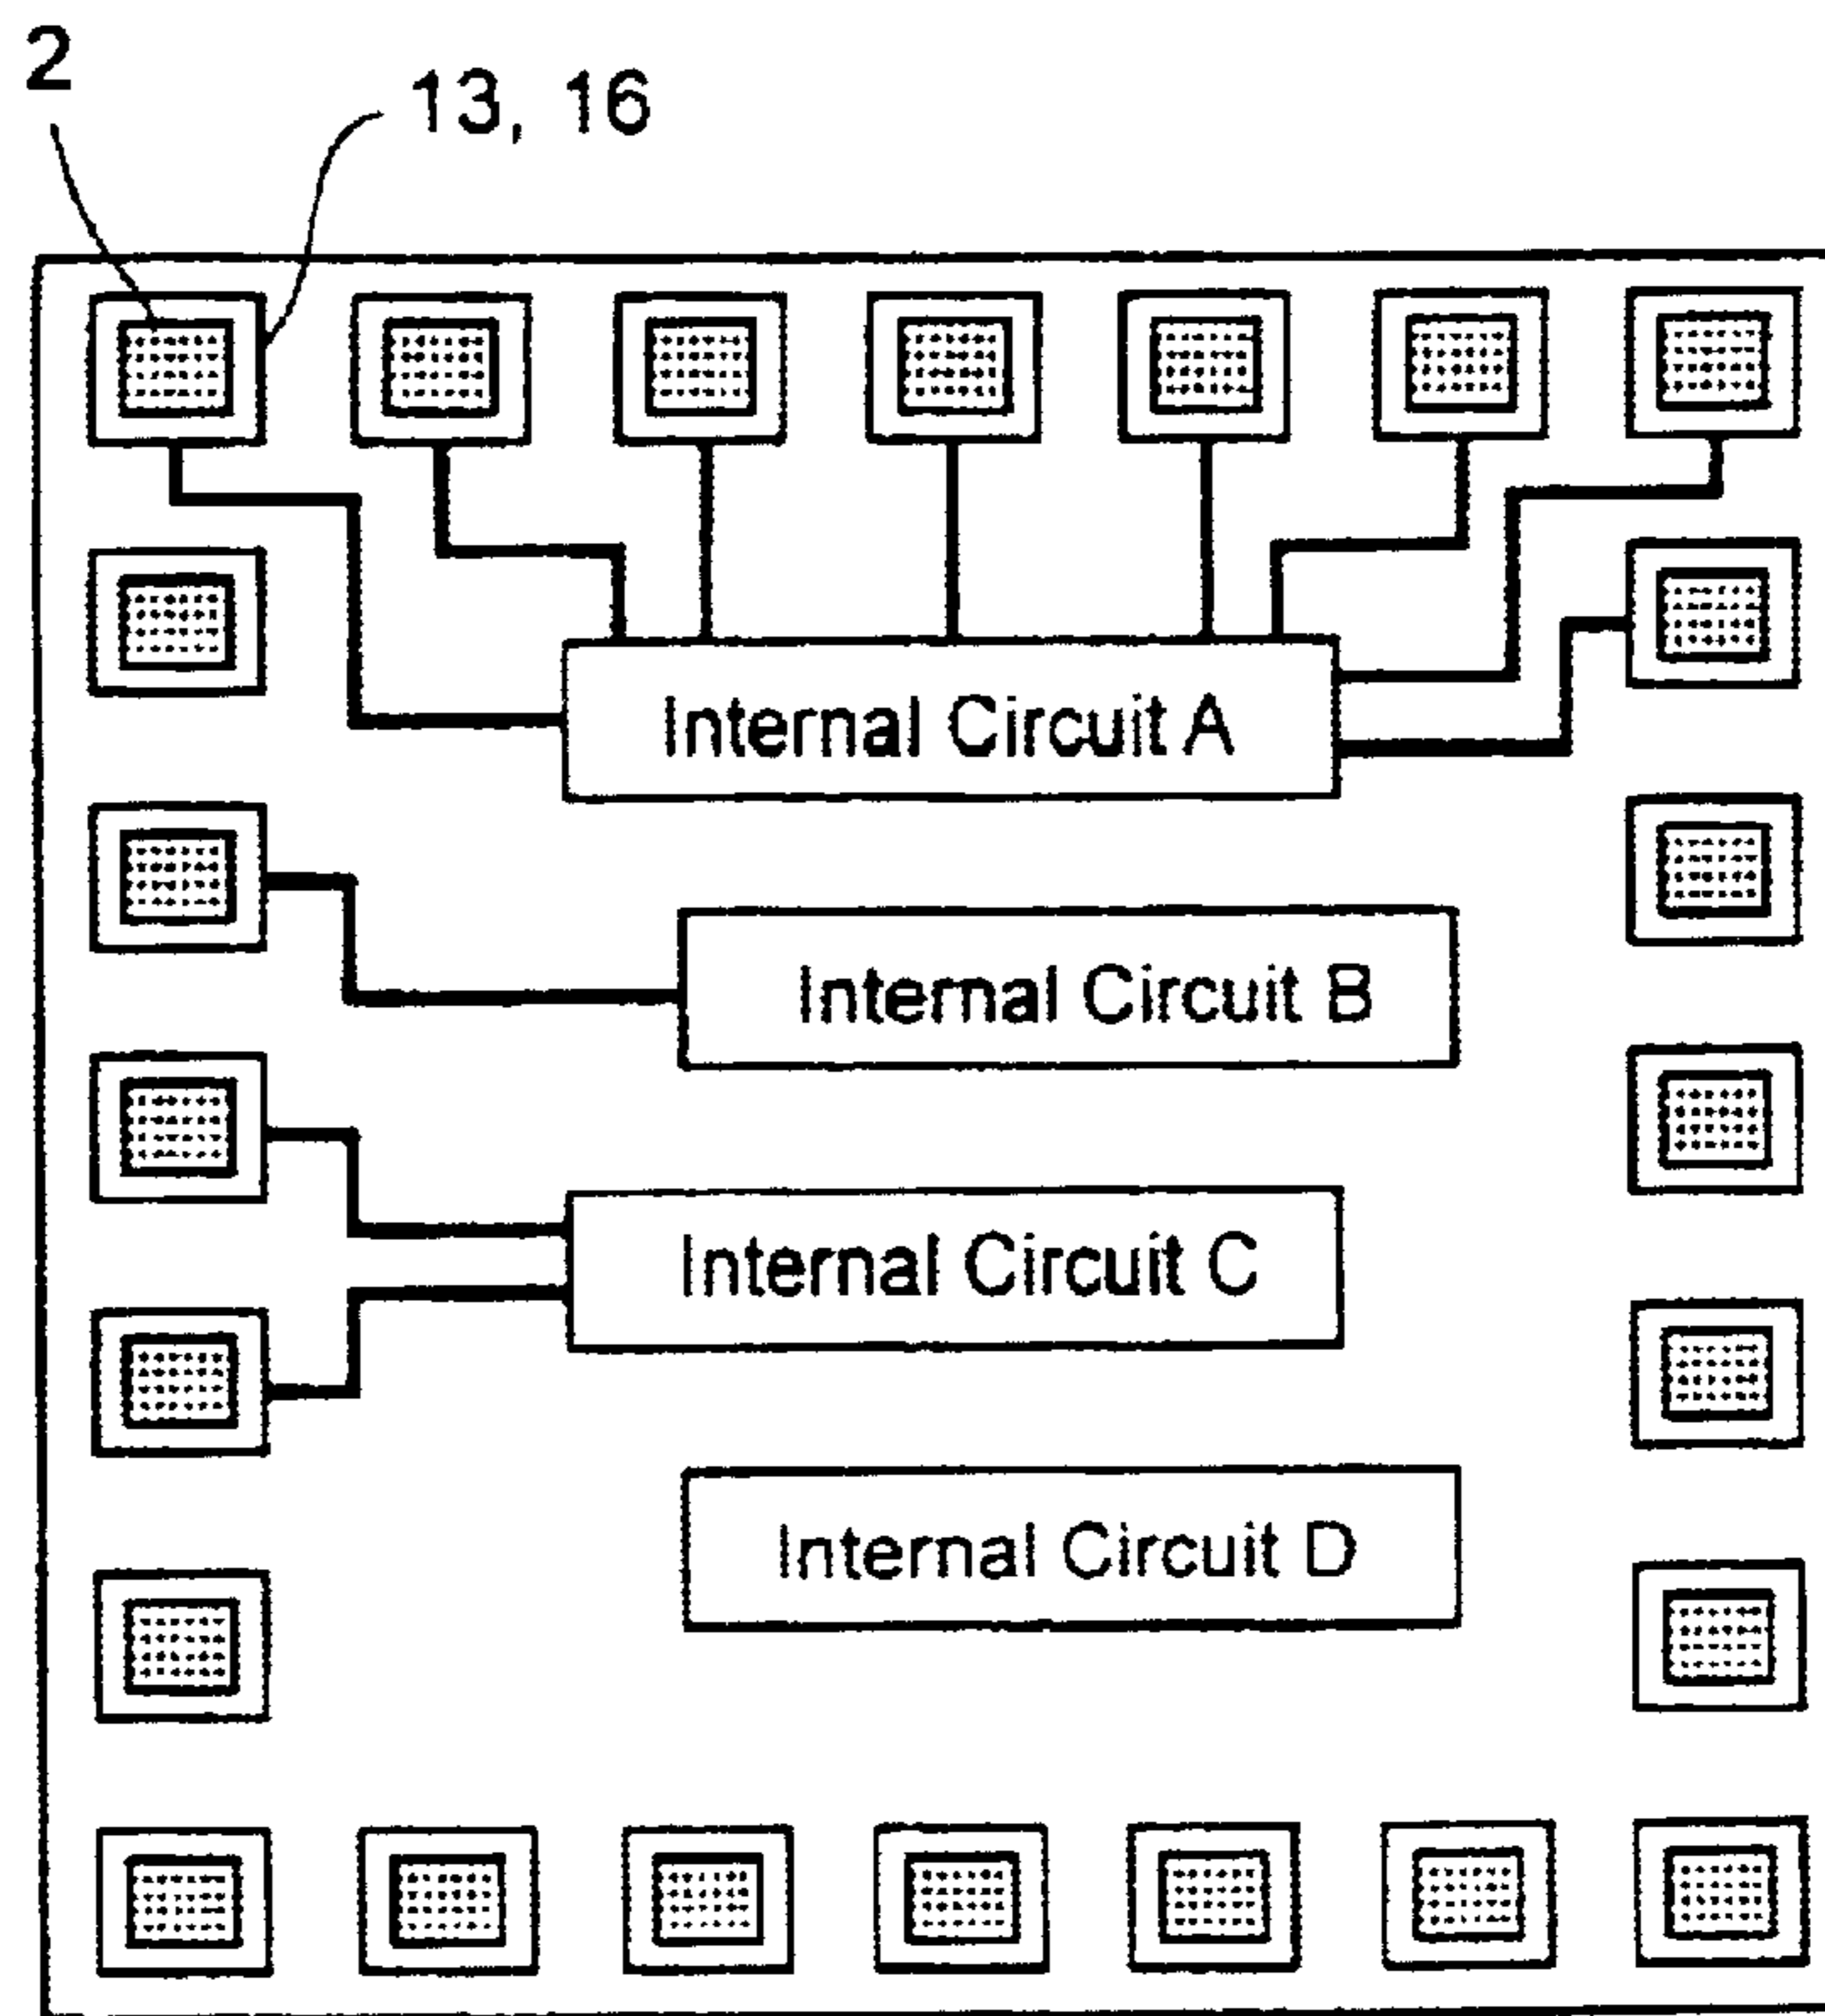 2
13, 16
Internal Circuit A
Internal Circuit B
Internal Circuit C
Internal Circuit D